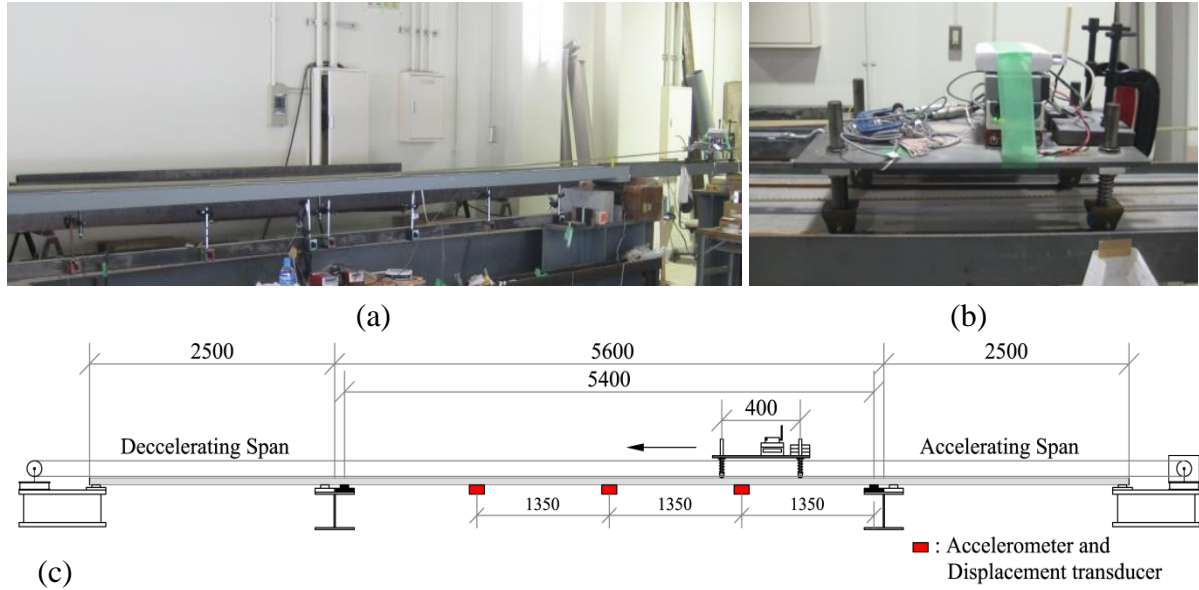 (a)
(b)
2500
5600
2500
5400
400
Deccelerating Span
Accelerating Span
1350
1350
1350
: Accelerometer and
Displacement transducer
(c)